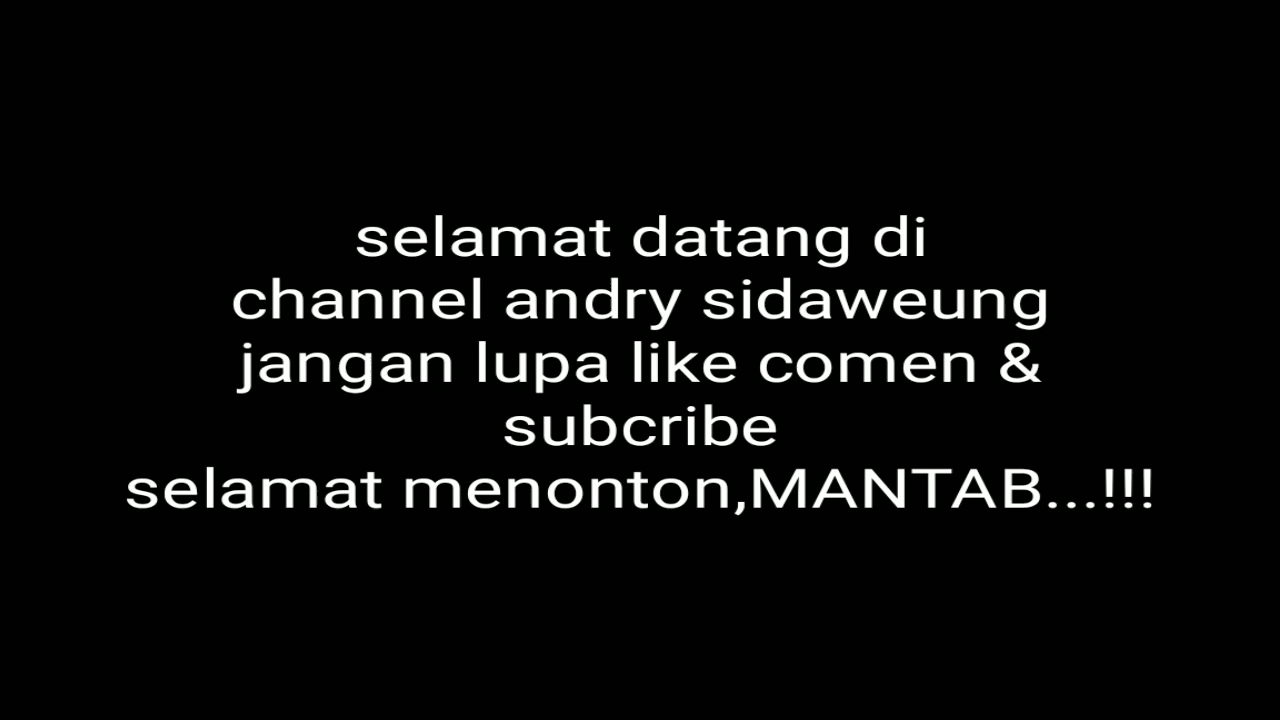 selamat datang di
channel andry sidaweung
jangan lupa like comen &
subcribe
selamat menonton,MANTAB...!!!